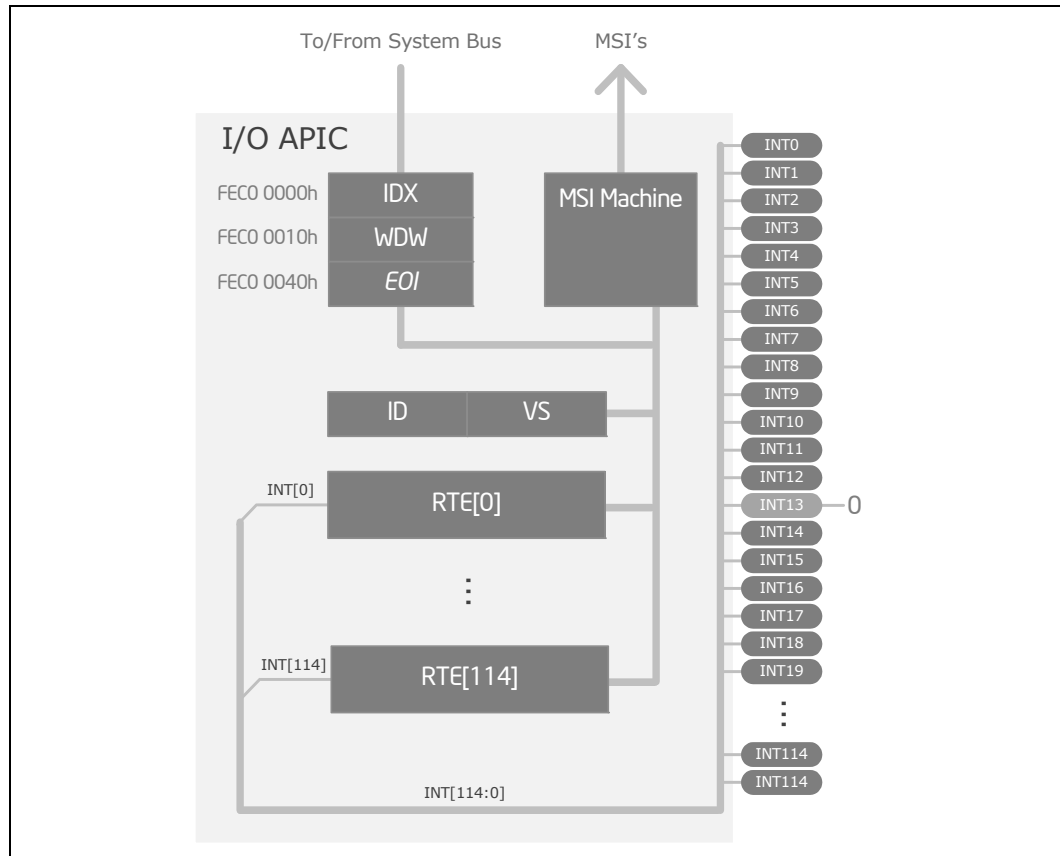 To/From System Bus
MSI's
I/O APIC
FEC0 0000h
IDX
FEC0 0010h
WDW
FEC0 0040h
EOI
MSI Machine
ID
VS
INT[0]
RTE[0]
⋮
INT[114]
RTE[114]
INT[114:0]
INT0
INT1
INT2
INT3
INT4
INT5
INT6
INT7
INT8
INT9
INT10
INT11
INT12
INT13
0
INT14
INT15
INT16
INT17
INT18
INT19
⋮
INT114
INT114